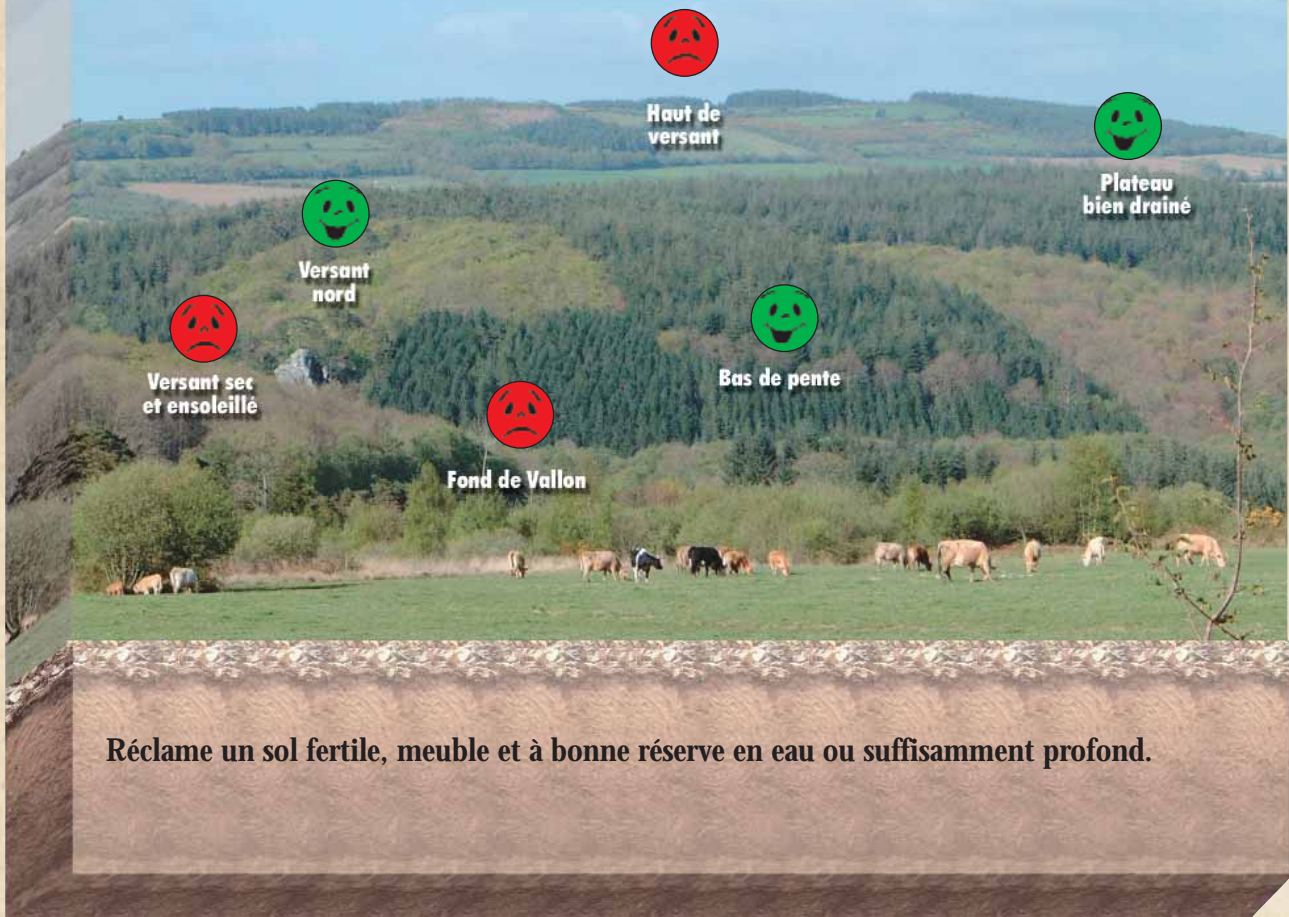 Haut de
versant
Plateau
bien drainé
Versant
nord
Versant sec
et ensoleillé
Bas de pente
Fond de Vallon
Réclame un sol fertile, meuble et à bonne réserve en eau ou suffisamment profond.